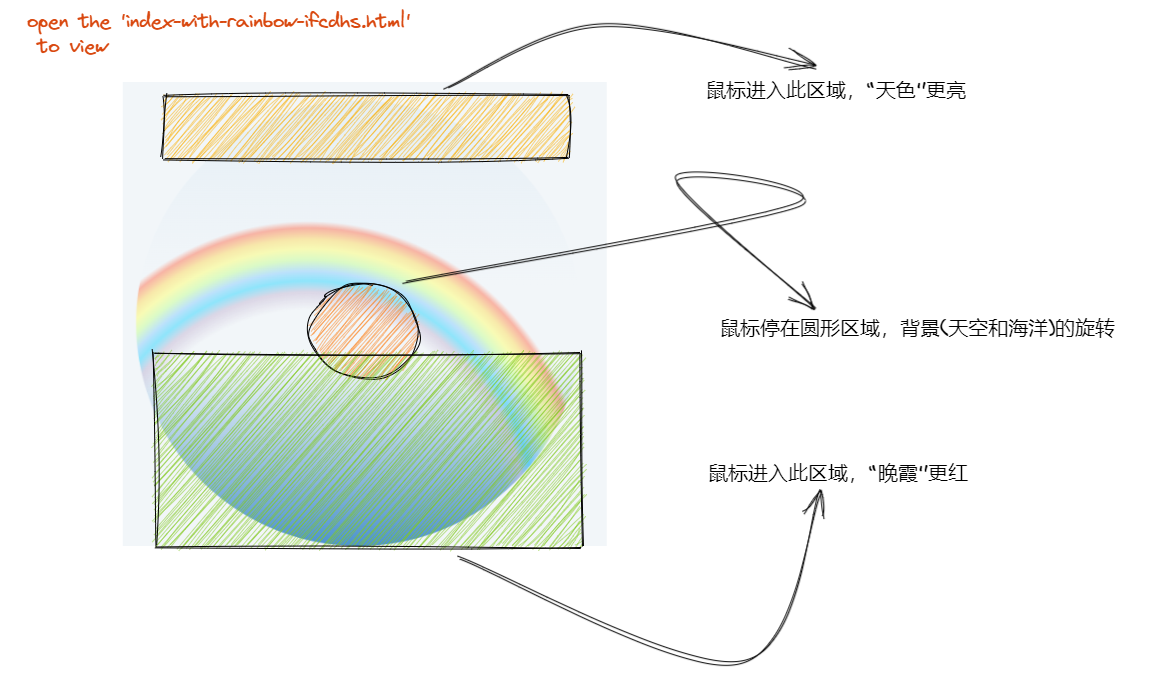 open the 'index-with-rainbow-ifcdhs.html'
to view
鼠标进入此区域，“天色”更亮
鼠标停在圆形区域，背景(天空和海洋)的旋转
鼠标进入此区域，“晚霞”更红